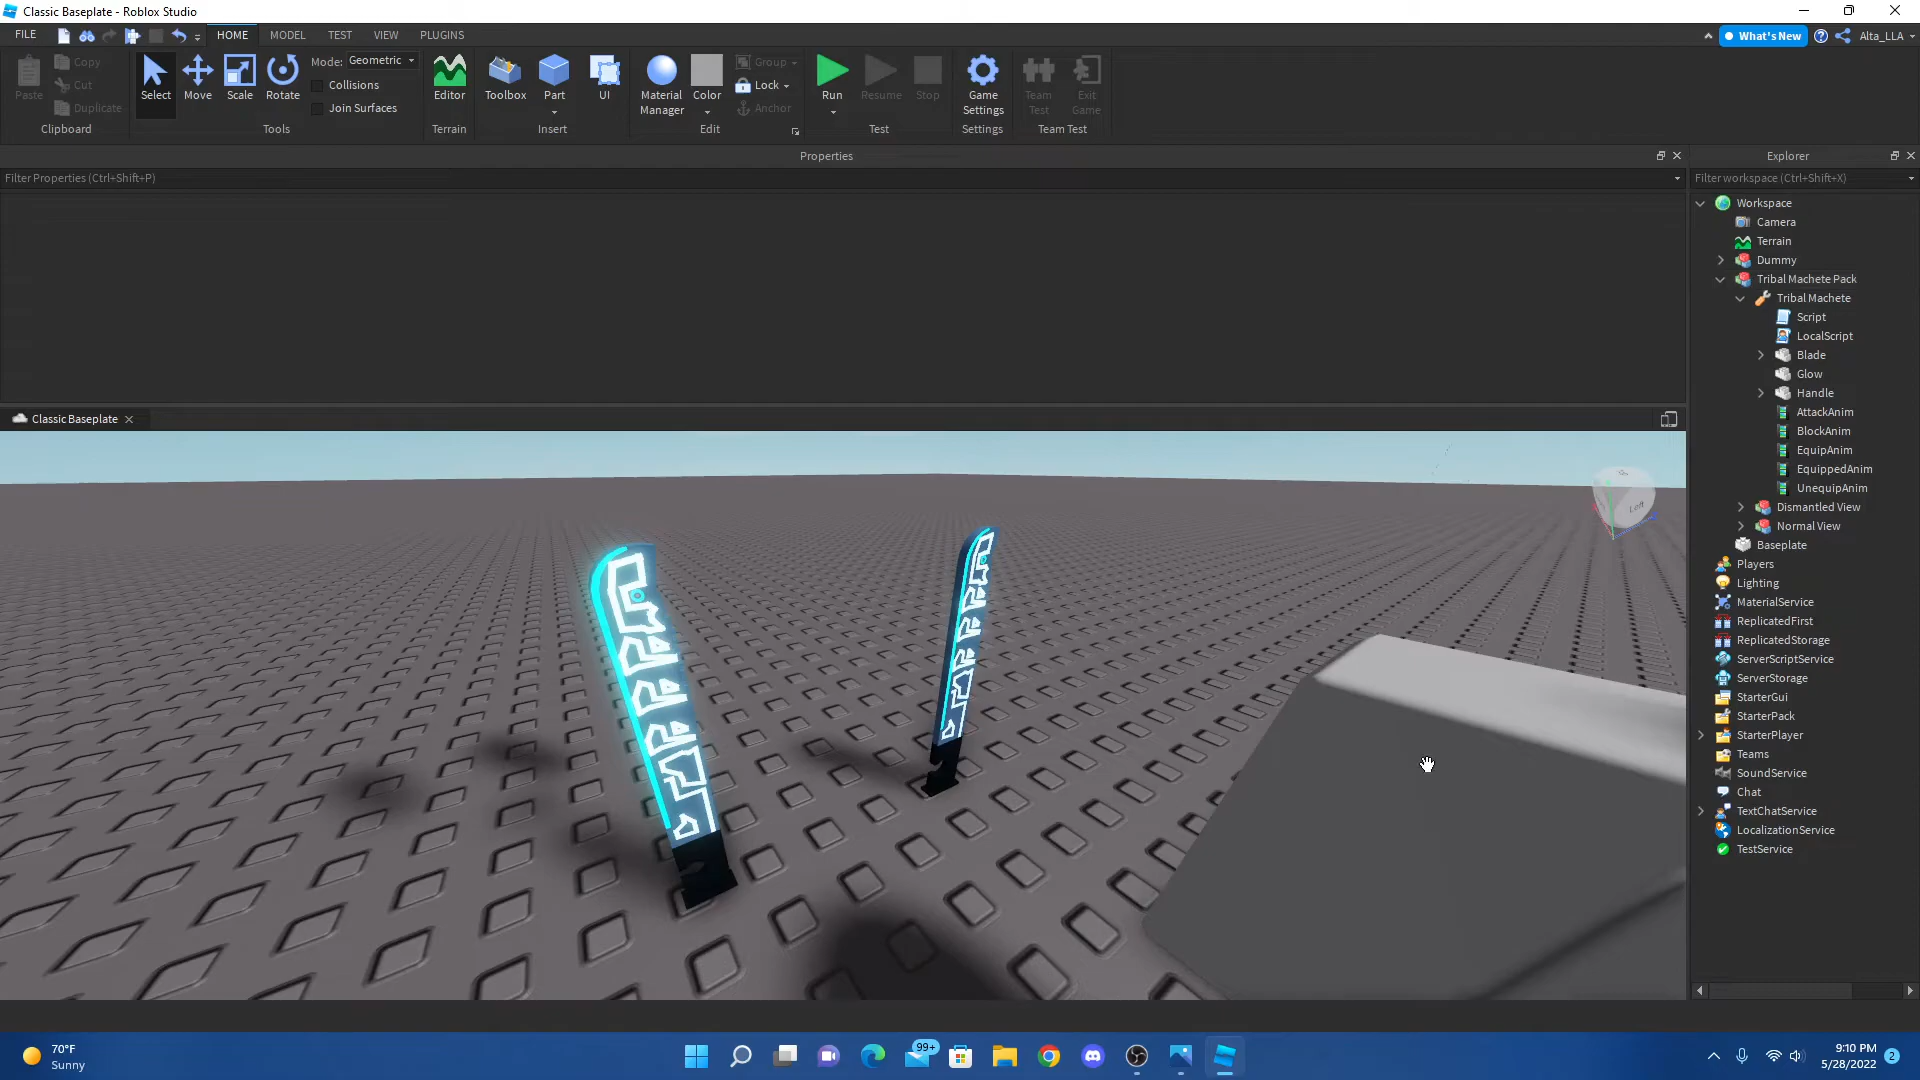 Classic Baseplate - Roblox Studio
FILE
HOME
MODEL
TEST
VIEW
PLUGINS
What's New
Alta_LLA
Paste
Copy
Cut
Duplicate
Clipboard
Select
Move
Scale
Rotate
Mode: Geometric
Collisions
Join Surfaces
Tools
Editor
Terrain
Toolbox
Part
UI
Insert
Material Manager
Color
Group
Lock
Anchor
Edit
Run
Resume
Stop
Test
Game Settings
Settings
Team Test
Exit Game
Team Test
Properties
Filter Properties (Ctrl+Shift+P)
Classic Baseplate
Left
Explorer
Filter workspace (Ctrl+Shift+X)
Workspace
Camera
Terrain
Dummy
Tribal Machete Pack
Tribal Machete
Script
LocalScript
Blade
Glow
Handle
AttackAnim
BlockAnim
EquipAnim
EquippedAnim
UnequipAnim
Dismantled View
Normal View
Baseplate
Players
Lighting
MaterialService
ReplicatedFirst
ReplicatedStorage
ServerScriptService
ServerStorage
StarterGui
StarterPack
StarterPlayer
Teams
SoundService
Chat
TextChatService
LocalizationService
TestService
70°F
Sunny
99+
9:10 PM
5/28/2022
2